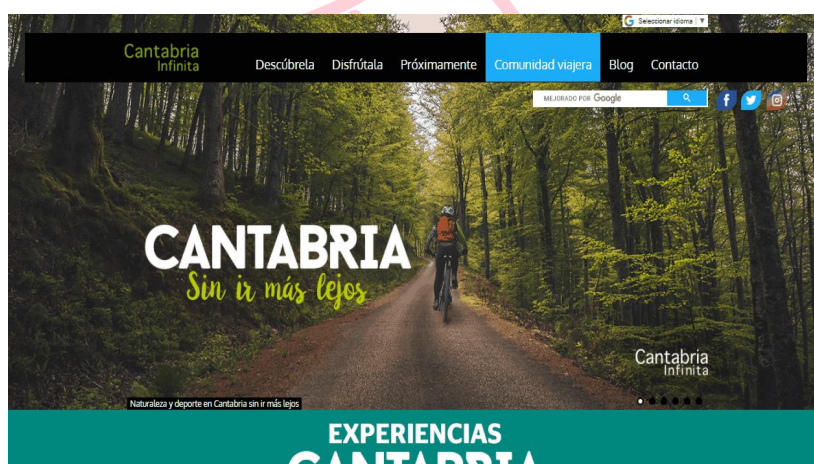 Seleccionar idioma
Cantabria
Infinita
Descúbrela Disfrútala Próximamente Comunidad viajera Blog Contacto
MEJORADO POR Google
CANTABRIA
Sin ir más lejos
Cantabria
Infinita
Naturaleza y deporte en Cantabria sin ir más lejos
EXPERIENCIAS
CANTABRIA